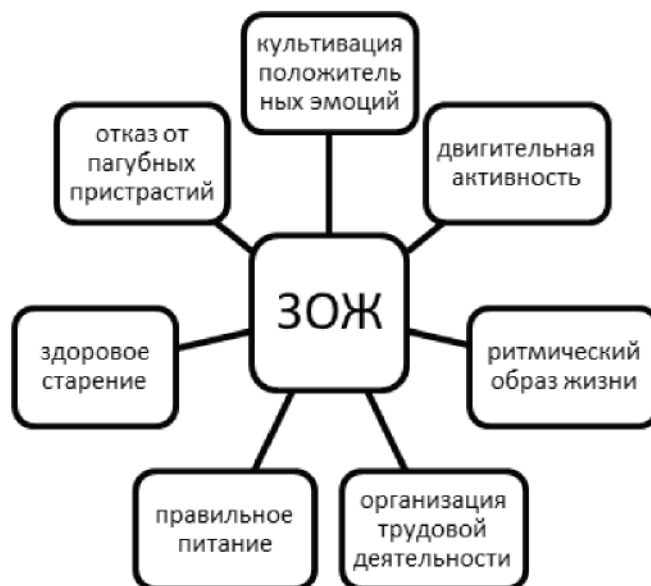 культивация
положитель
ных эмоций
отказ от
пагубных
пристрастий
двигительная
активность
ЗОЖ
здоровое
старение
ритмический
образ жизни
правильное
питание
организация
трудовой
деятельности